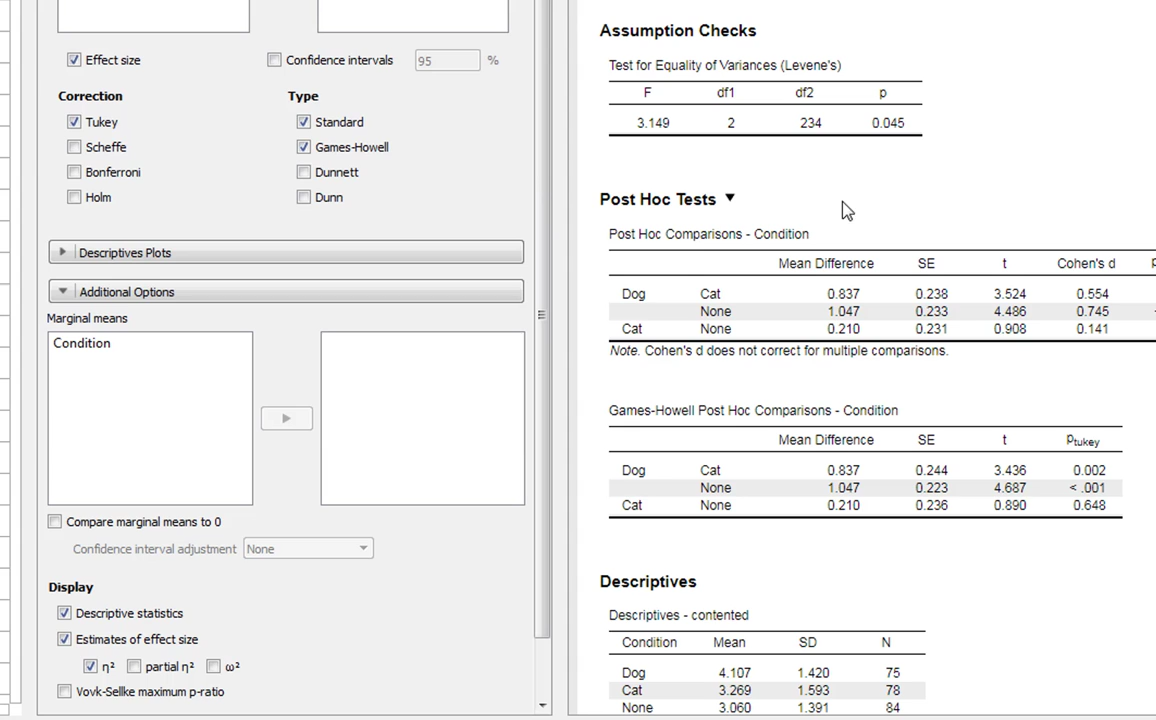 Effect size
Confidence intervals 95 %
Correction
Type
Tukey
Standard
Scheffe
Games-Howell
Bonferroni
Dunnett
Holm
Dunn
Descriptives Plots
Additional Options
Marginal means
Condition
Compare marginal means to 0
Confidence interval adjustment None
Display
Descriptive statistics
Estimates of effect size
η² partial η² ω²
Vovk-Sellke maximum p-ratio
Assumption Checks
Test for Equality of Variances (Levene's)
F df1 df2 p
3.149 2 234 0.045
Post Hoc Tests ▼
Post Hoc Comparisons - Condition
Mean Difference SE t Cohen's d
Dog Cat 0.837 0.238 3.524 0.554
None 1.047 0.233 4.486 0.745
Cat None 0.210 0.231 0.908 0.141
Note. Cohen's d does not correct for multiple comparisons.
Games-Howell Post Hoc Comparisons - Condition
Mean Difference SE t ptukey
Dog Cat 0.837 0.244 3.436 0.002
None 1.047 0.223 4.687 < .001
Cat None 0.210 0.236 0.890 0.648
Descriptives
Descriptives - contented
Condition Mean SD N
Dog 4.107 1.420 75
Cat 3.269 1.593 78
None 3.060 1.391 84